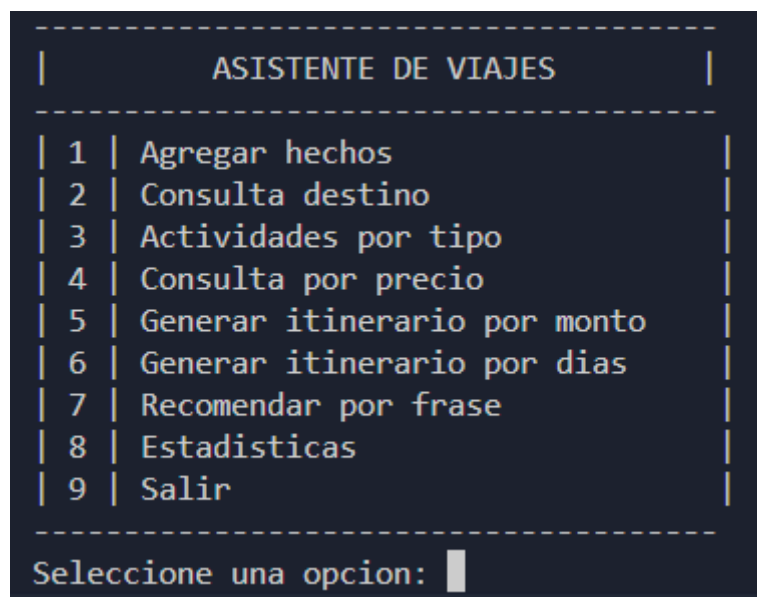 --------------------------------------
|         ASISTENTE DE VIAJES        |
--------------------------------------
| 1 | Agregar hechos                  |
| 2 | Consulta destino                |
| 3 | Actividades por tipo            |
| 4 | Consulta por precio             |
| 5 | Generar itinerario por monto    |
| 6 | Generar itinerario por dias     |
| 7 | Recomendar por frase            |
| 8 | Estadisticas                    |
| 9 | Salir                           |
--------------------------------------
Seleccione una opcion: